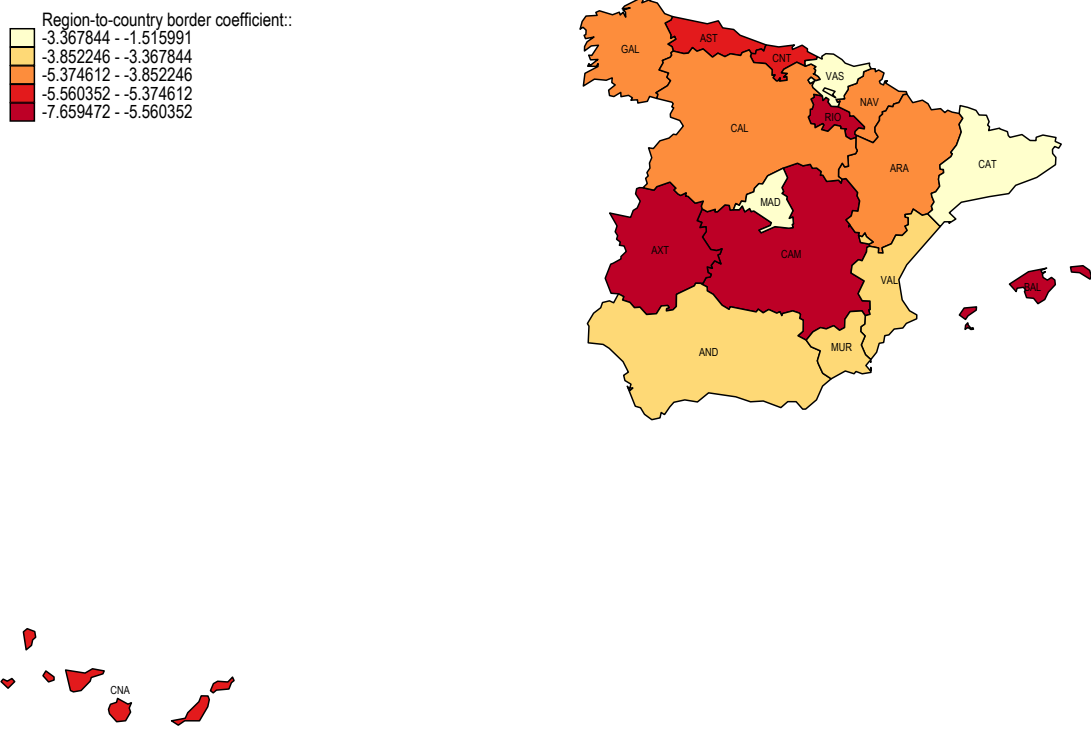 Region-to-country border coefficient::
-3.367844 - -1.515991
-3.852246 - -3.367844
-5.374612 - -3.852246
-5.560352 - -5.374612
-7.659472 - -5.560352
GAL
AST
CNT
VAS
NAV
RIO
CAL
ARA
CAT
MAD
AXT
CAM
VAL
BAL
MUR
AND
CNA